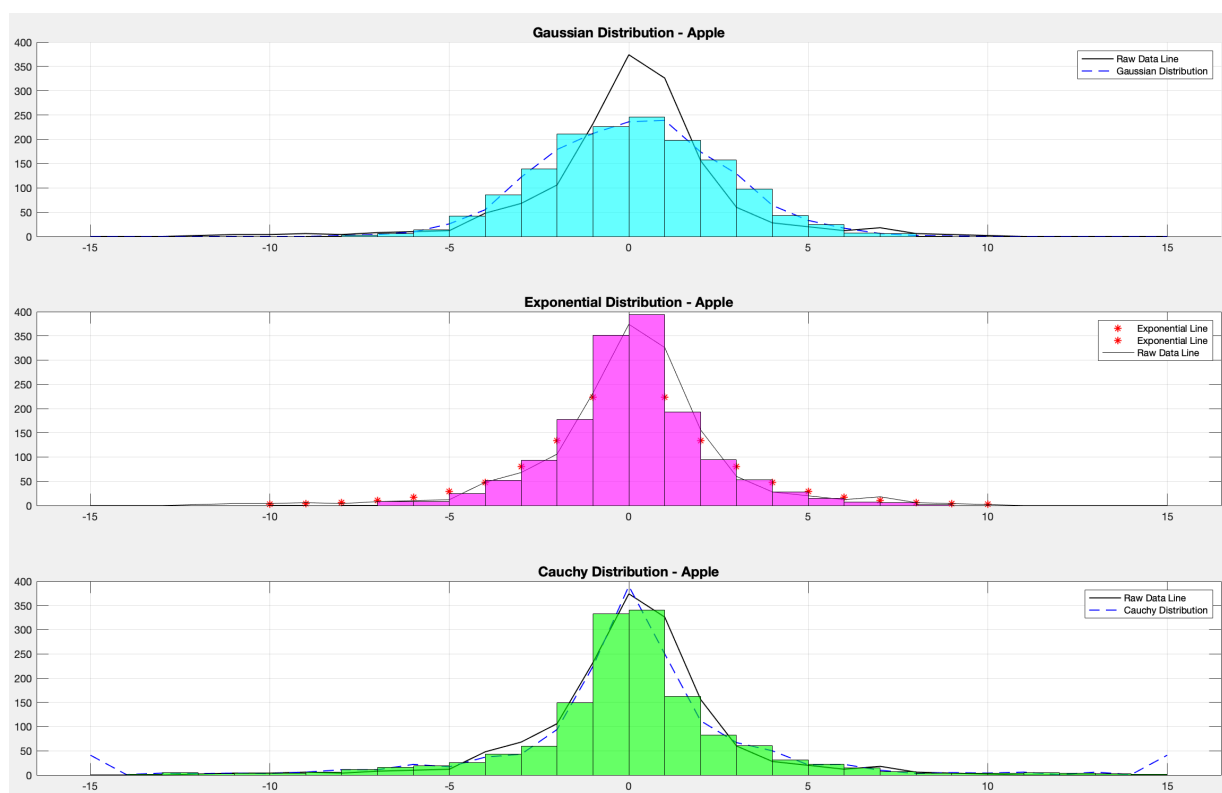 Gaussian Distribution - Apple
400
350
300
250
200
150
100
50
0
-15 -10 -5 0 5 10 15
Raw Data Line
Gaussian Distribution
Exponential Distribution - Apple
400
350
300
250
200
150
100
50
0
-15 -10 -5 0 5 10 15
Exponential Line
Exponential Line
Raw Data Line
Cauchy Distribution - Apple
400
350
300
250
200
150
100
50
0
-15 -10 -5 0 5 10 15
Raw Data Line
Cauchy Distribution